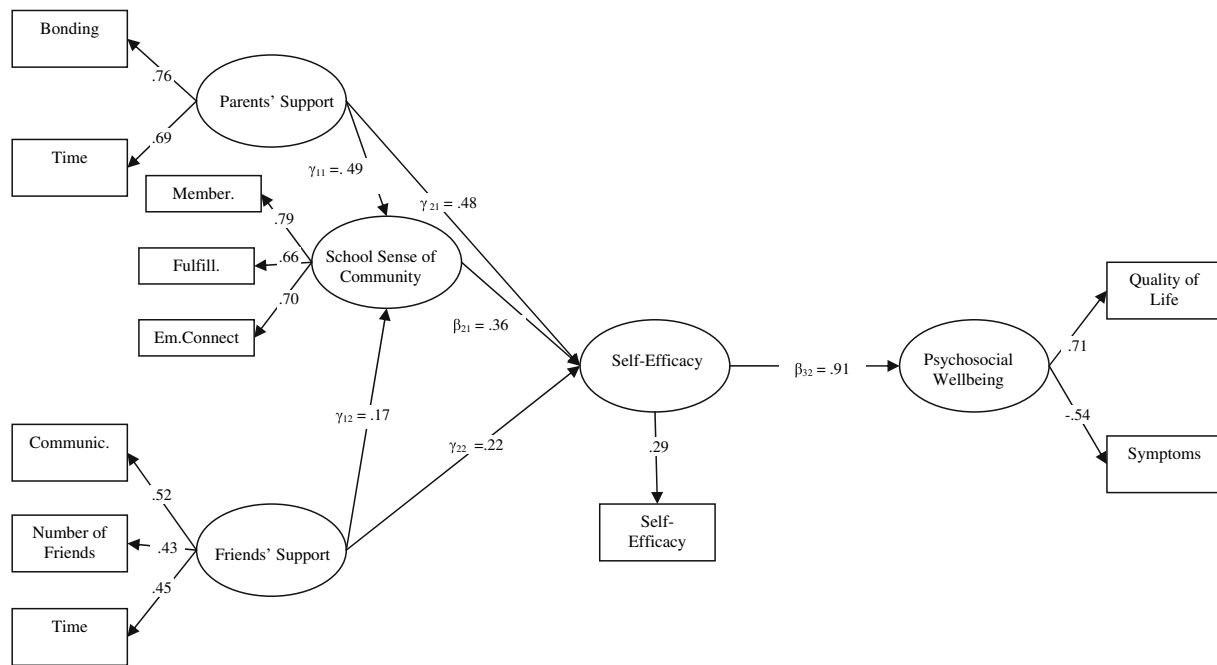 Bonding
.76
Parents' Support
.69
Time
γ11 =. 49
Member.
.79
γ 21 = .48
Fulfill.
.66
School Sense of
Community
.70
Em.Connect
β21 = .36
Quality of
Life
.71
Self-Efficacy
β32 = .91
Psychosocial
Wellbeing
-.54
Symptoms
γ12 = .17
γ22 =.22
.29
Self-
Efficacy
Communic.
.52
Number of
Friends
.43
Friends' Support
.45
Time